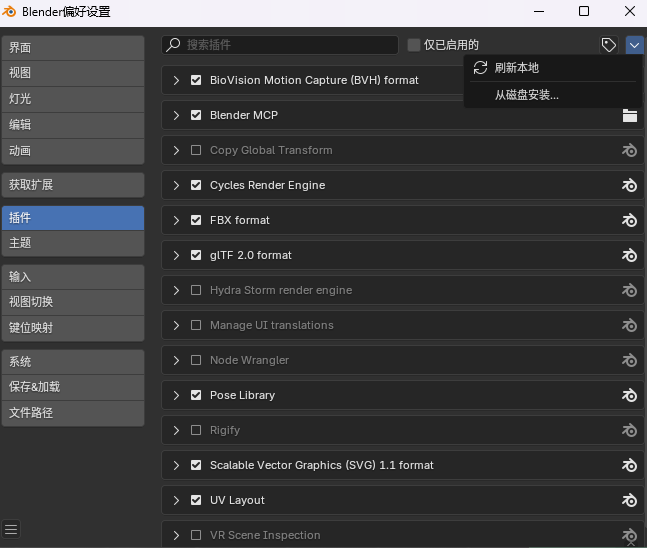 Blender偏好设置
界面
视图
灯光
编辑
动画
获取扩展
插件
主题
输入
视图切换
键位映射
系统
保存&加载
文件路径
搜索插件
仅已启用的
刷新本地
从磁盘安装...
BioVision Motion Capture (BVH) format
Blender MCP
Copy Global Transform
Cycles Render Engine
FBX format
glTF 2.0 format
Hydra Storm render engine
Manage UI translations
Node Wrangler
Pose Library
Rigify
Scalable Vector Graphics (SVG) 1.1 format
UV Layout
VR Scene Inspection